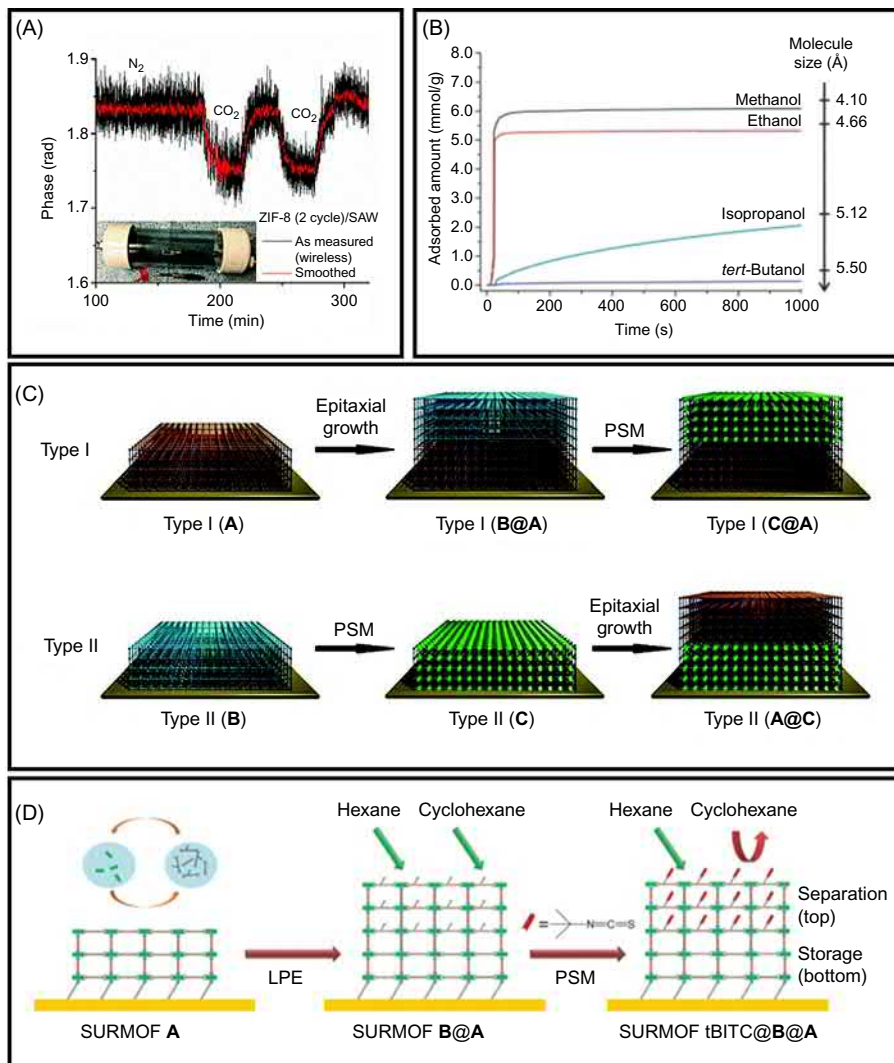 (A)
1.9
1.8
1.7
1.6
Phase (rad)
N2
CO2
CO2
ZIF-8 (2 cycle)/SAW
As measured
(wireless)
Smoothed
100
200
300
Time (min)
(B)
8.0
7.0
6.0
5.0
4.0
3.0
2.0
1.0
0.0
Adsorbed amount (mmol/g)
Molecule
size (Å)
Methanol
4.10
Ethanol
4.66
Isopropanol
5.12
tert-Butanol
5.50
0
200
400
600
800
1000
Time (s)
(C)
Type I
Epitaxial
growth
PSM
Type I (A)
Type I (B@A)
Type I (C@A)
Type II
PSM
Epitaxial
growth
Type II (B)
Type II (C)
Type II (A@C)
(D)
Hexane
Cyclohexane
Hexane
Cyclohexane
=
N=C=S
LPE
PSM
Separation
(top)
Storage
(bottom)
SURMOF A
SURMOF B@A
SURMOF tBITC@B@A